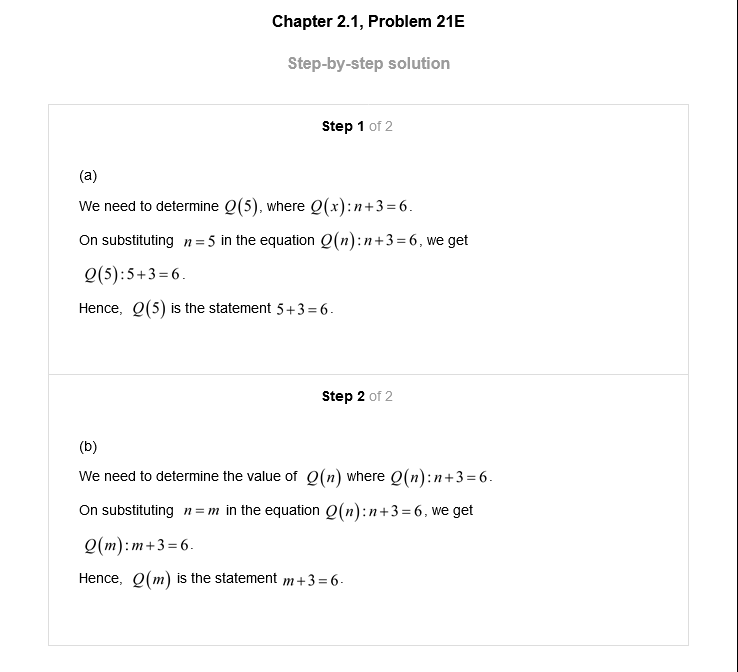 Chapter 2.1, Problem 21E
Step-by-step solution
Step 1 of 2
(a)
We need to determine Q(5), where Q(x):n+3=6.
On substituting n=5 in the equation Q(n):n+3=6, we get
Q(5):5+3=6.
Hence, Q(5) is the statement 5+3=6.
Step 2 of 2
(b)
We need to determine the value of Q(n) where Q(n):n+3=6.
On substituting n=m in the equation Q(n):n+3=6, we get
Q(m):m+3=6.
Hence, Q(m) is the statement m+3=6.